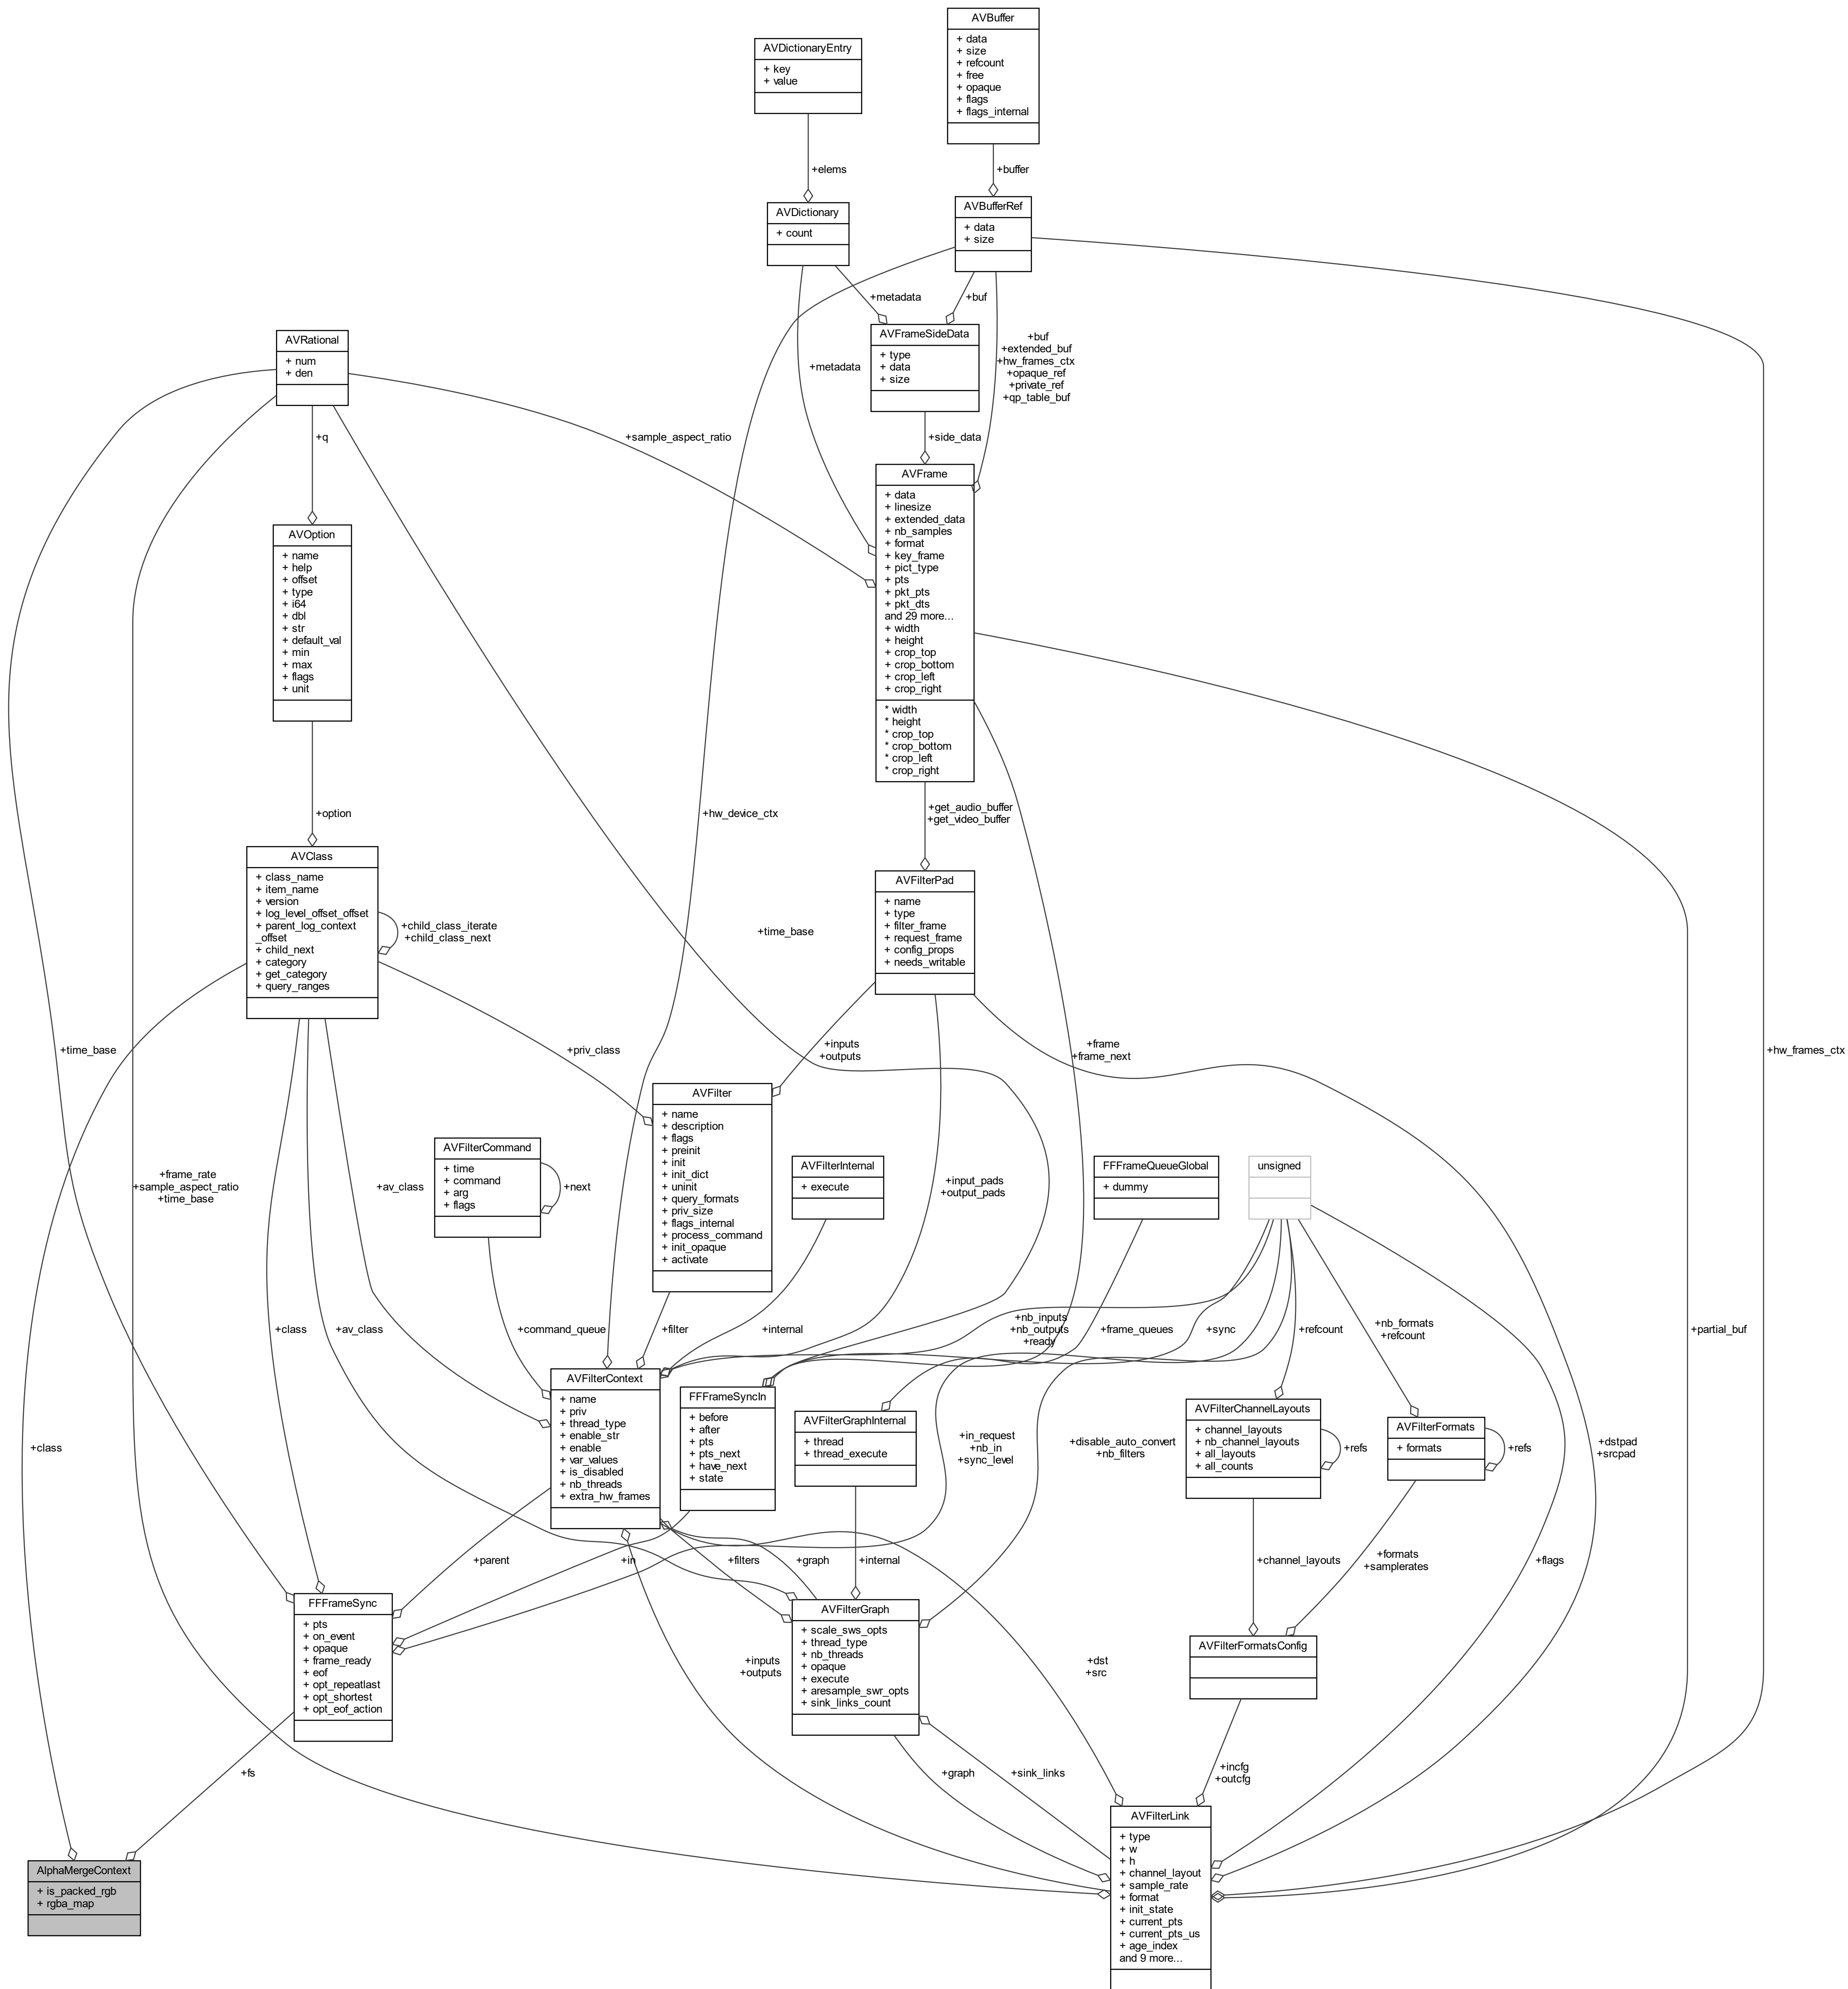 AVBuffer
+ data
+ size
+ refcount
+ free
+ opaque
+ flags
+ flags_internal
AVDictionaryEntry
+ key
+ value
+elems
+buffer
AVDictionary
+ count
AVBufferRef
+ data
+ size
+metadata
+buf
AVFrameSideData
+ type
+ data
+ size
+buf
+extended_buf
+hw_frames_ctx
+opaque_ref
+private_ref
+qp_table_buf
+metadata
AVRational
+ num
+ den
+q
+sample_aspect_ratio
+side_data
AVFrame
+ data
+ linesize
+ extended_data
+ nb_samples
+ format
+ key_frame
+ pict_type
+ pts
+ pkt_pts
+ pkt_dts
and 29 more...
+ width
+ height
+ crop_top
+ crop_bottom
+ crop_left
+ crop_right
* width
* height
* crop_top
* crop_bottom
* crop_left
* crop_right
AVOption
+ name
+ help
+ offset
+ type
+ i64
+ dbl
+ str
+ default_val
+ min
+ max
+ flags
+ unit
+option
+hw_device_ctx
+get_audio_buffer
+get_video_buffer
AVClass
+ class_name
+ item_name
+ version
+ log_level_offset_offset
+ parent_log_context
_offset
+ child_next
+ category
+ get_category
+ query_ranges
+child_class_iterate
+child_class_next
+time_base
AVFilterPad
+ name
+ type
+ filter_frame
+ request_frame
+ config_props
+ needs_writable
+time_base
+priv_class
+inputs
+outputs
+frame
+frame_next
+hw_frames_ctx
AVFilter
+ name
+ description
+ flags
+ preinit
+ init
+ init_dict
+ uninit
+ query_formats
+ priv_size
+ flags_internal
+ process_command
+ init_opaque
+ activate
+frame_rate
+sample_aspect_ratio
+time_base
+av_class
AVFilterCommand
+ time
+ command
+ arg
+ flags
+next
AVFilterInternal
+ execute
+input_pads
+output_pads
FFFrameQueueGlobal
+ dummy
unsigned
+class
+av_class
+command_queue
+filter
+internal
+nb_inputs
+nb_outputs
+ready
+frame_queues
+sync
+refcount
+nb_formats
+refcount
+partial_buf
+class
AVFilterContext
+ name
+ priv
+ thread_type
+ enable_str
+ enable
+ var_values
+ is_disabled
+ nb_threads
+ extra_hw_frames
FFFrameSyncIn
+ before
+ after
+ pts
+ pts_next
+ have_next
+ state
AVFilterGraphInternal
+ thread
+ thread_execute
+in_request
+nb_in
+sync_level
+disable_auto_convert
+nb_filters
AVFilterChannelLayouts
+ channel_layouts
+ nb_channel_layouts
+ all_layouts
+ all_counts
+refs
AVFilterFormats
+ formats
+refs
+dstpad
+srcpad
+parent
+in
+filters
+graph
+internal
+channel_layouts
+formats
+samplerates
+flags
FFFrameSync
+ pts
+ on_event
+ opaque
+ frame_ready
+ eof
+ opt_repeatlast
+ opt_shortest
+ opt_eof_action
AVFilterGraph
+ scale_sws_opts
+ thread_type
+ nb_threads
+ opaque
+ execute
+ aresample_swr_opts
+ sink_links_count
AVFilterFormatsConfig
+inputs
+outputs
+dst
+src
+fs
+graph
+sink_links
+incfg
+outcfg
AlphaMergeContext
+ is_packed_rgb
+ rgba_map
AVFilterLink
+ type
+ w
+ h
+ channel_layout
+ sample_rate
+ format
+ init_state
+ current_pts
+ current_pts_us
+ age_index
and 9 more...